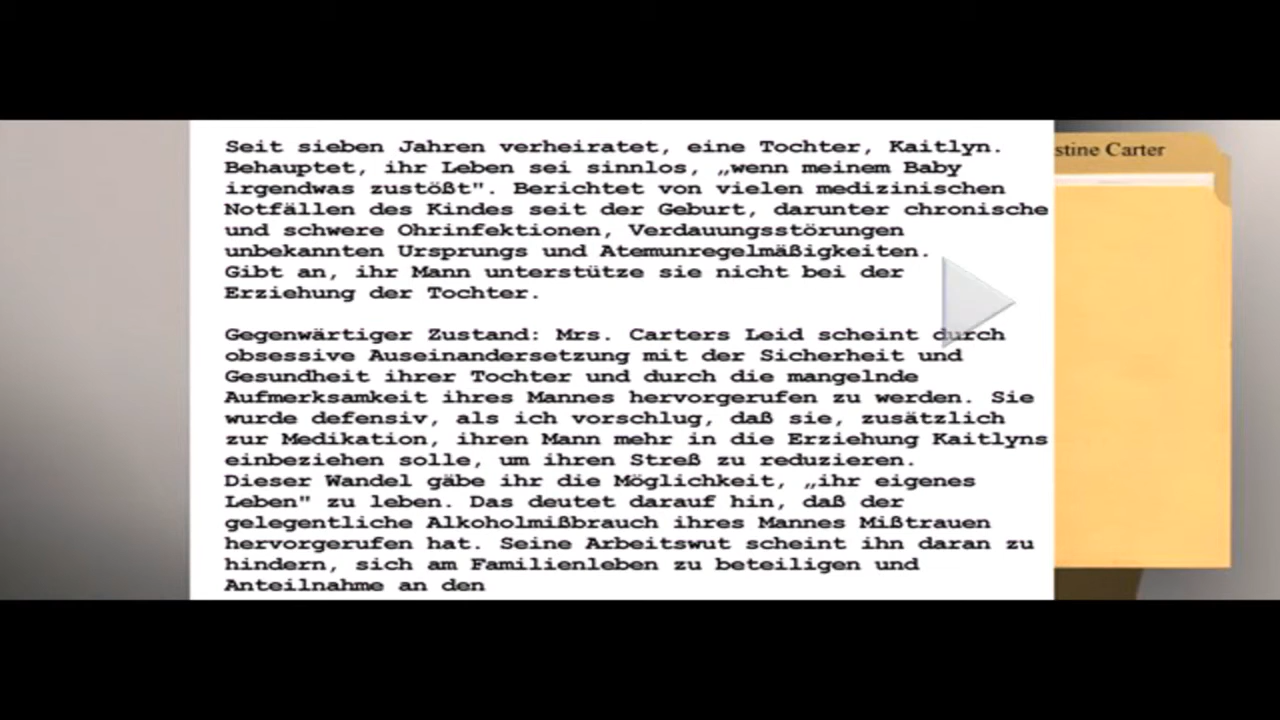 Seit sieben Jahren verheiratet, eine Tochter, Kaitlyn.
Behauptet, ihr Leben sei sinnlos, „wenn meinem Baby
irgendwas zustößt". Berichtet von vielen medizinischen
Notfällen des Kindes seit der Geburt, darunter chronische
und schwere Ohrinfektionen, Verdauungsstörungen
unbekannten Ursprungs und Atemunregelmäßigkeiten.
Gibt an, ihr Mann unterstütze sie nicht bei der
Erziehung der Tochter.
Gegenwärtiger Zustand: Mrs. Carters Leid scheint durch
obsessive Auseinandersetzung mit der Sicherheit und
Gesundheit ihrer Tochter und durch die mangelnde
Aufmerksamkeit ihres Mannes hervorgerufen zu werden. Sie
wurde defensiv, als ich vorschlug, daß sie, zusätzlich
zur Medikation, ihren Mann mehr in die Erziehung Kaitlyns
einbeziehen solle, um ihren Streß zu reduzieren.
Dieser Wandel gäbe ihr die Möglichkeit, „ihr eigenes
Leben" zu leben. Das deutet darauf hin, daß der
gelegentliche Alkoholmißbrauch ihres Mannes Mißtrauen
hervorgerufen hat. Seine Arbeitswut scheint ihn daran zu
hindern, sich am Familienleben zu beteiligen und
Anteilnahme an den
stine Carter